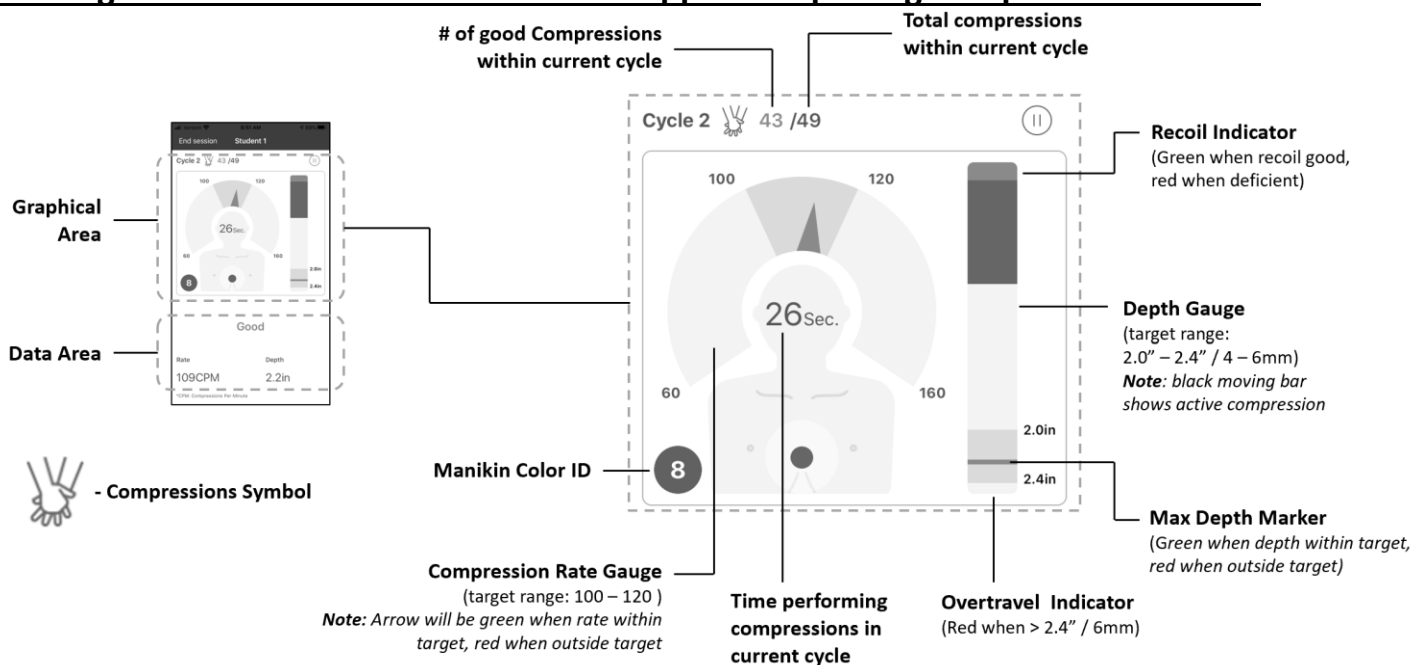 # of good Compressions
within current cycle
Total compressions
within current cycle
Cycle 2 43 /49
100
120
60
160
26Sec.
8
2.0in
2.4in
Recoil Indicator
(Green when recoil good,
red when deficient)
Depth Gauge
(target range:
2.0” – 2.4” / 4 – 6mm)
Note: black moving bar
shows active compression
Max Depth Marker
(Green when depth within target,
red when outside target)
Overtravel Indicator
(Red when > 2.4” / 6mm)
Time performing
compressions in
current cycle
Compression Rate Gauge
(target range: 100 – 120 )
Note: Arrow will be green when rate within
target, red when outside target
Manikin Color ID
Graphical
Area
Data Area
End session Student 1
Cycle 2 43 /49
100
120
26Sec.
60
160
8
2.4in
Good
Rate Depth
109CPM 2.2in
*CPM: Compressions Per Minute
- Compressions Symbol